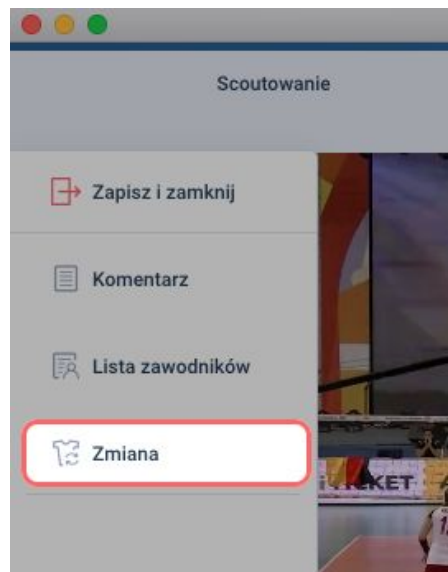 Scoutowanie
Zapisz i zamknij
Komentarz
Lista zawodników
Zmiana